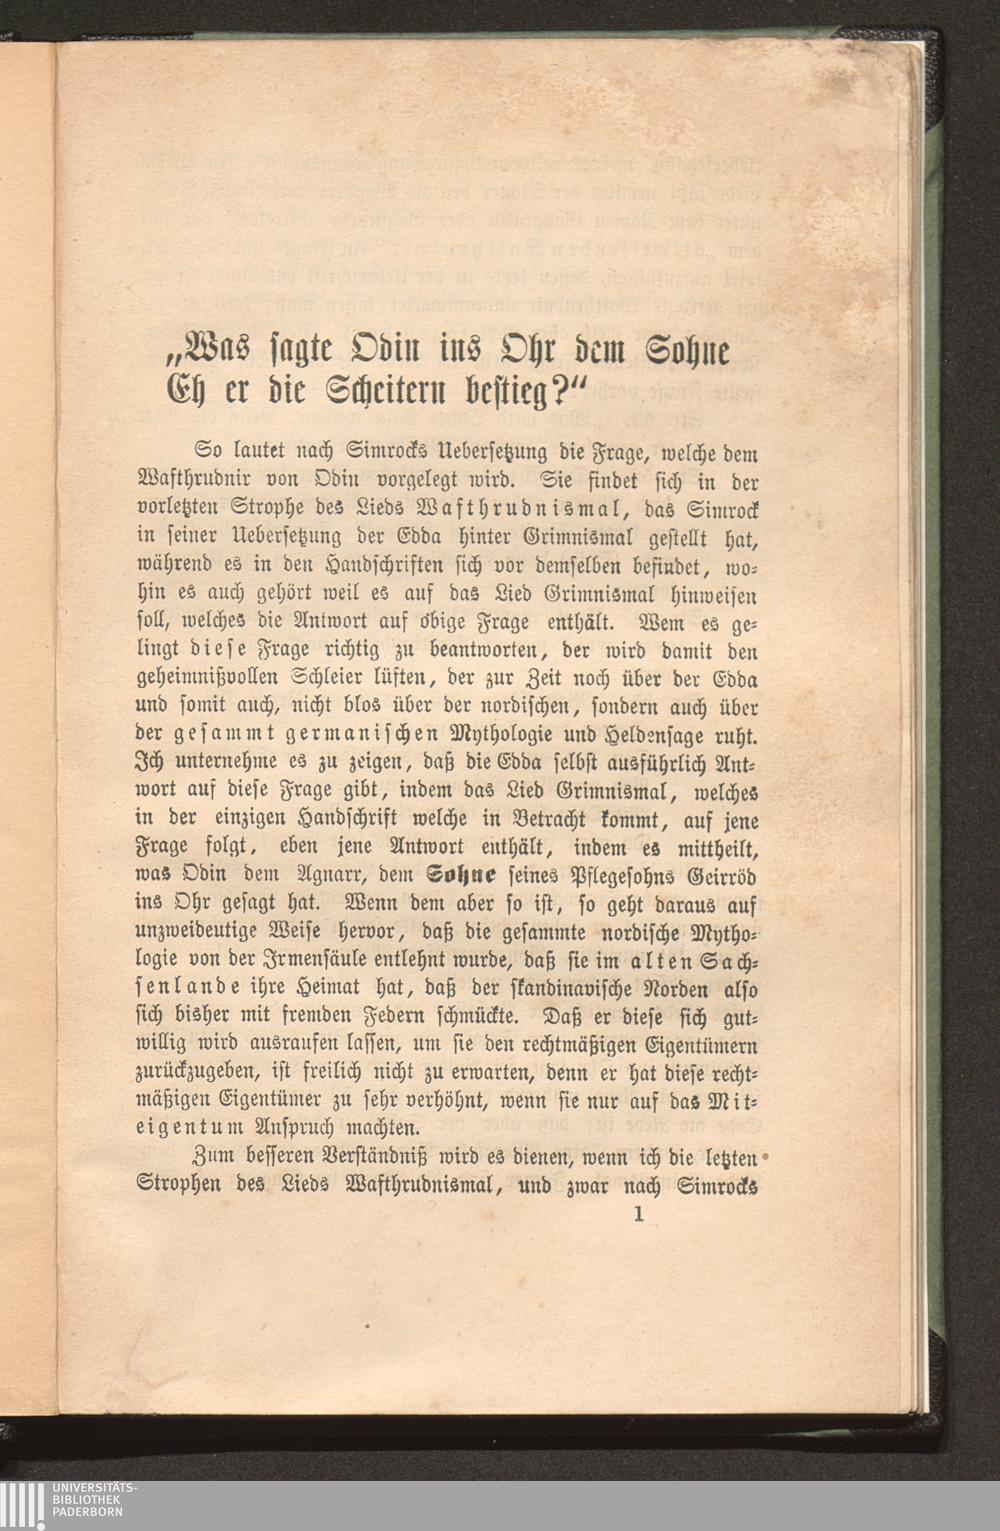 „Was sagte Odin ins Ohr dem Sohne
Eh er die Scheitern bestieg?“
So lautet nach Simrocks Uebersetzung die Frage, welche dem
Wafthrudnir von Odin vorgelegt wird. Sie findet sich in der
vorletzten Strophe des Lieds Wafthrudnismal, das Simrock
in seiner Uebersetzung der Edda hinter Grimnismal gestellt hat,
während es in den Handschriften sich vor demselben befindet, wo-
hin es auch gehört weil es auf das Lied Grimnismal hinweisen
soll, welches die Antwort auf obige Frage enthält. Wem es ge-
lingt diese Frage richtig zu beantworten, der wird damit den
geheimnißvollen Schleier lüften, der zur Zeit noch über der Edda
und somit auch, nicht blos über der nordischen, sondern auch über
der gesammt germanischen Mythologie und Heldensage ruht.
Ich unternehme es zu zeigen, daß die Edda selbst ausführlich Ant-
wort auf diese Frage gibt, indem das Lied Grimnismal, welches
in der einzigen Handschrift welche in Betracht kommt, auf jene
Frage folgt, eben jene Antwort enthält, indem es mittheilt,
was Odin dem Agnarr, dem Sohne seines Pflegesohns Geirröd
ins Ohr gesagt hat. Wenn dem aber so ist, so geht daraus auf
unzweideutige Weise hervor, daß die gesammte nordische Mytho-
logie von der Irmensäule entlehnt wurde, daß sie im alten Sach-
senlande ihre Heimat hat, daß der skandinavische Norden also
sich bisher mit fremden Federn schmückte. Daß er diese sich gut-
willig wird ausraufen lassen, um sie den rechtmäßigen Eigentümern
zurückzugeben, ist freilich nicht zu erwarten, denn er hat diese recht-
mäßigen Eigentümer zu sehr verhöhnt, wenn sie nur auf das Mit-
eigentum Anspruch machten.
Zum besseren Verständniß wird es dienen, wenn ich die letzten
Strophen des Lieds Wafthrudnismal, und zwar nach Simrocks
1
UNIVERSITÄTS-
BIBLIOTHEK
PADERBORN